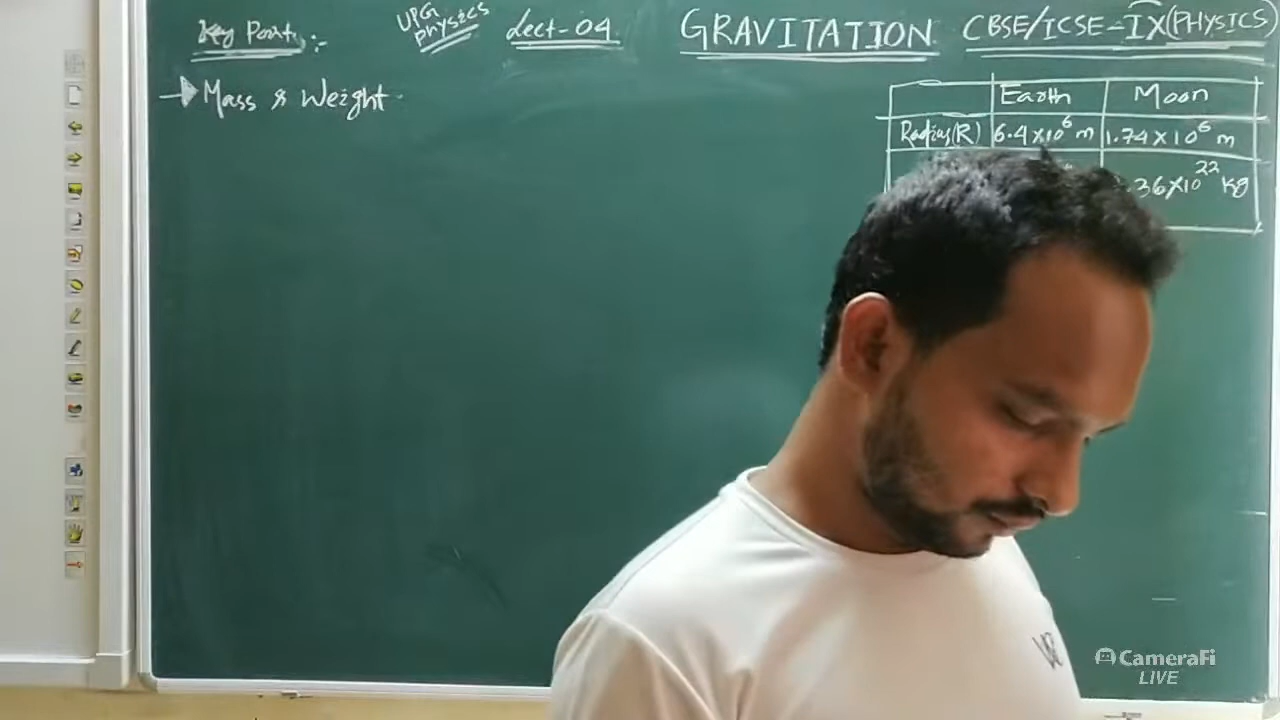 Key Point :-
UPG Physics
Lect-04
GRAVITATION
CBSE/ICSE-IX(PHYSICS)
→ Mass & Weight
Earth Moon
Radius(R) 6.4×10⁶ m 1.74×10⁶ m
.36×10²² kg
CameraFi
LIVE